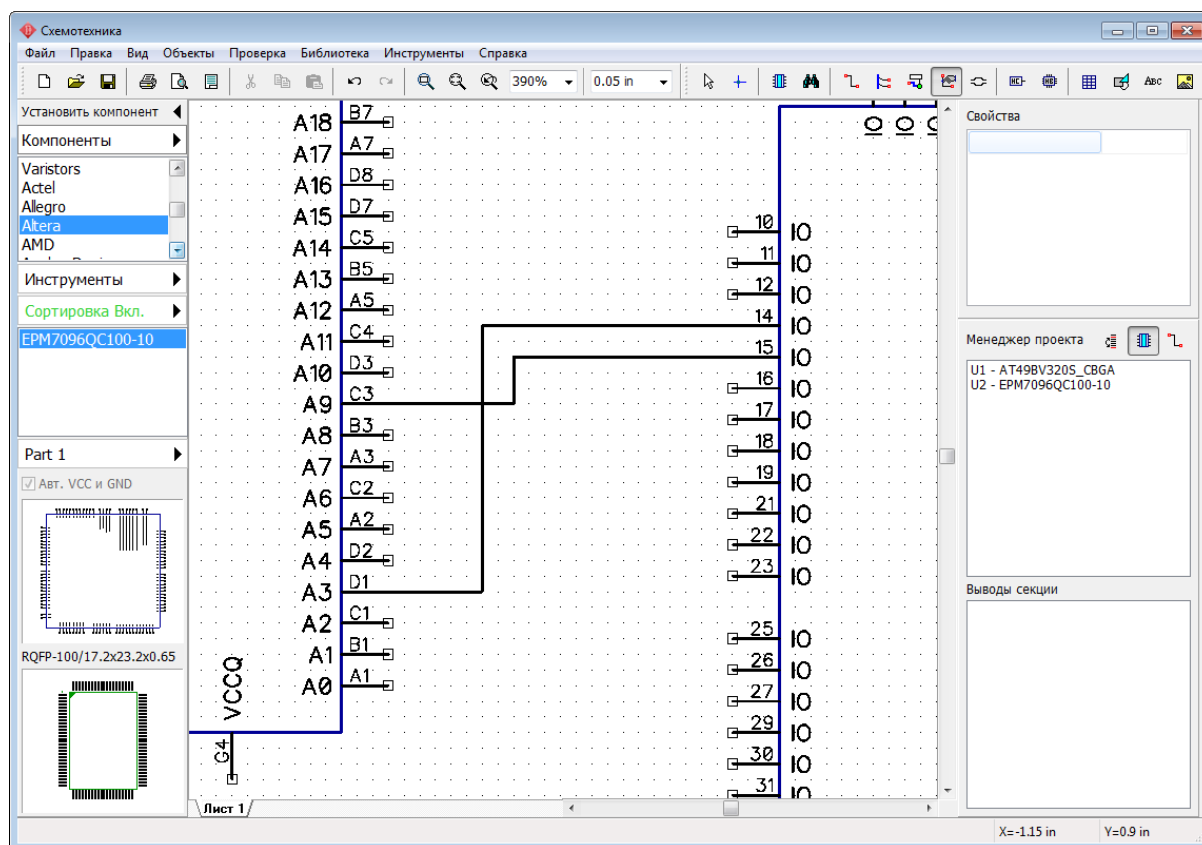 Схемотехника
Файл Правка Вид Объекты Проверка Библиотека Инструменты Справка
390% 0.05 in ABC
Установить компонент
Компоненты
Varistors
Actel
Allegro
Altera
AMD
Инструменты
Сортировка Вкл.
EPM7096QC100-10
Part 1
Авт. VCC и GND
RQFP-100/17.2x23.2x0.65
A18 B7
A17 A7
A16 D8
A15 D7
A14 C5
A13 B5
A12 A5
A11 C4
A10 D3
A9 C3
A8 B3
A7 A3
A6 C2
A5 A2
A4 D2
A3 D1
A2 C1
A1 B1
A0 A1
VCCQ
G4
IO IO
10 IO
11 IO
12 IO
14 IO
15 IO
16 IO
17 IO
18 IO
19 IO
21 IO
22 IO
23 IO
25 IO
26 IO
27 IO
29 IO
30 IO
31 IO
Лист 1
Свойства
Менеджер проекта
U1 - AT49BV320S_CBGA
U2 - EPM7096QC100-10
Выводы секции
X=-1.15 in Y=0.9 in